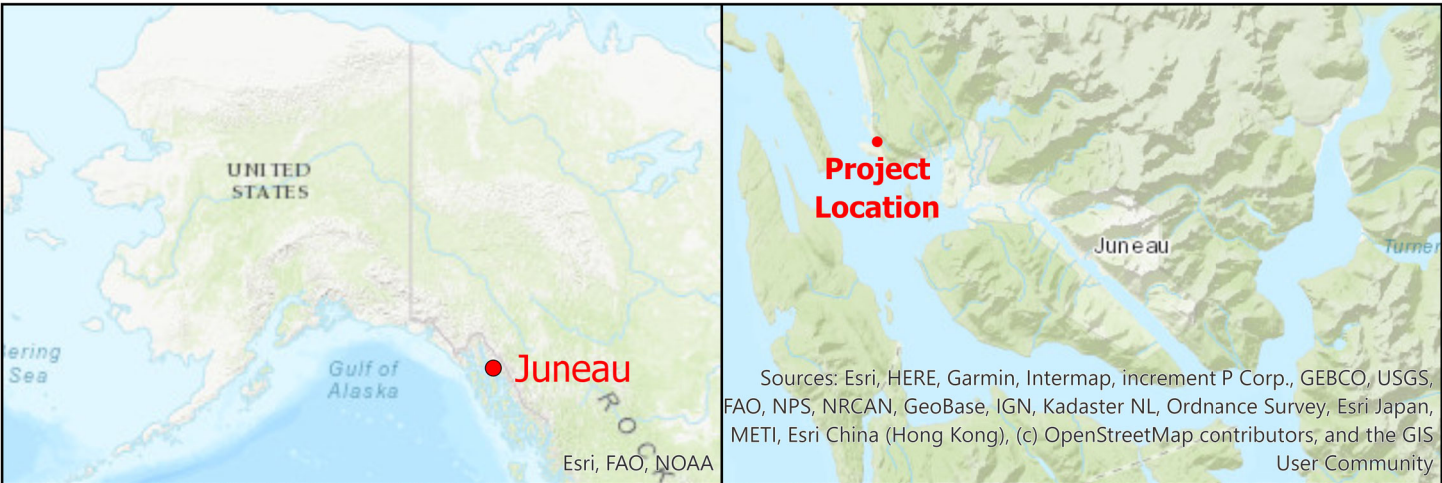 UNITED
STATES
ering
Sea
Gulf of
Alaska
Juneau
R O C K
Esri, FAO, NOAA
Project
Location
Juneau
Turner
Sources: Esri, HERE, Garmin, Intermap, increment P Corp., GEBCO, USGS,
FAO, NPS, NRCAN, GeoBase, IGN, Kadaster NL, Ordnance Survey, Esri Japan,
METI, Esri China (Hong Kong), (c) OpenStreetMap contributors, and the GIS
User Community